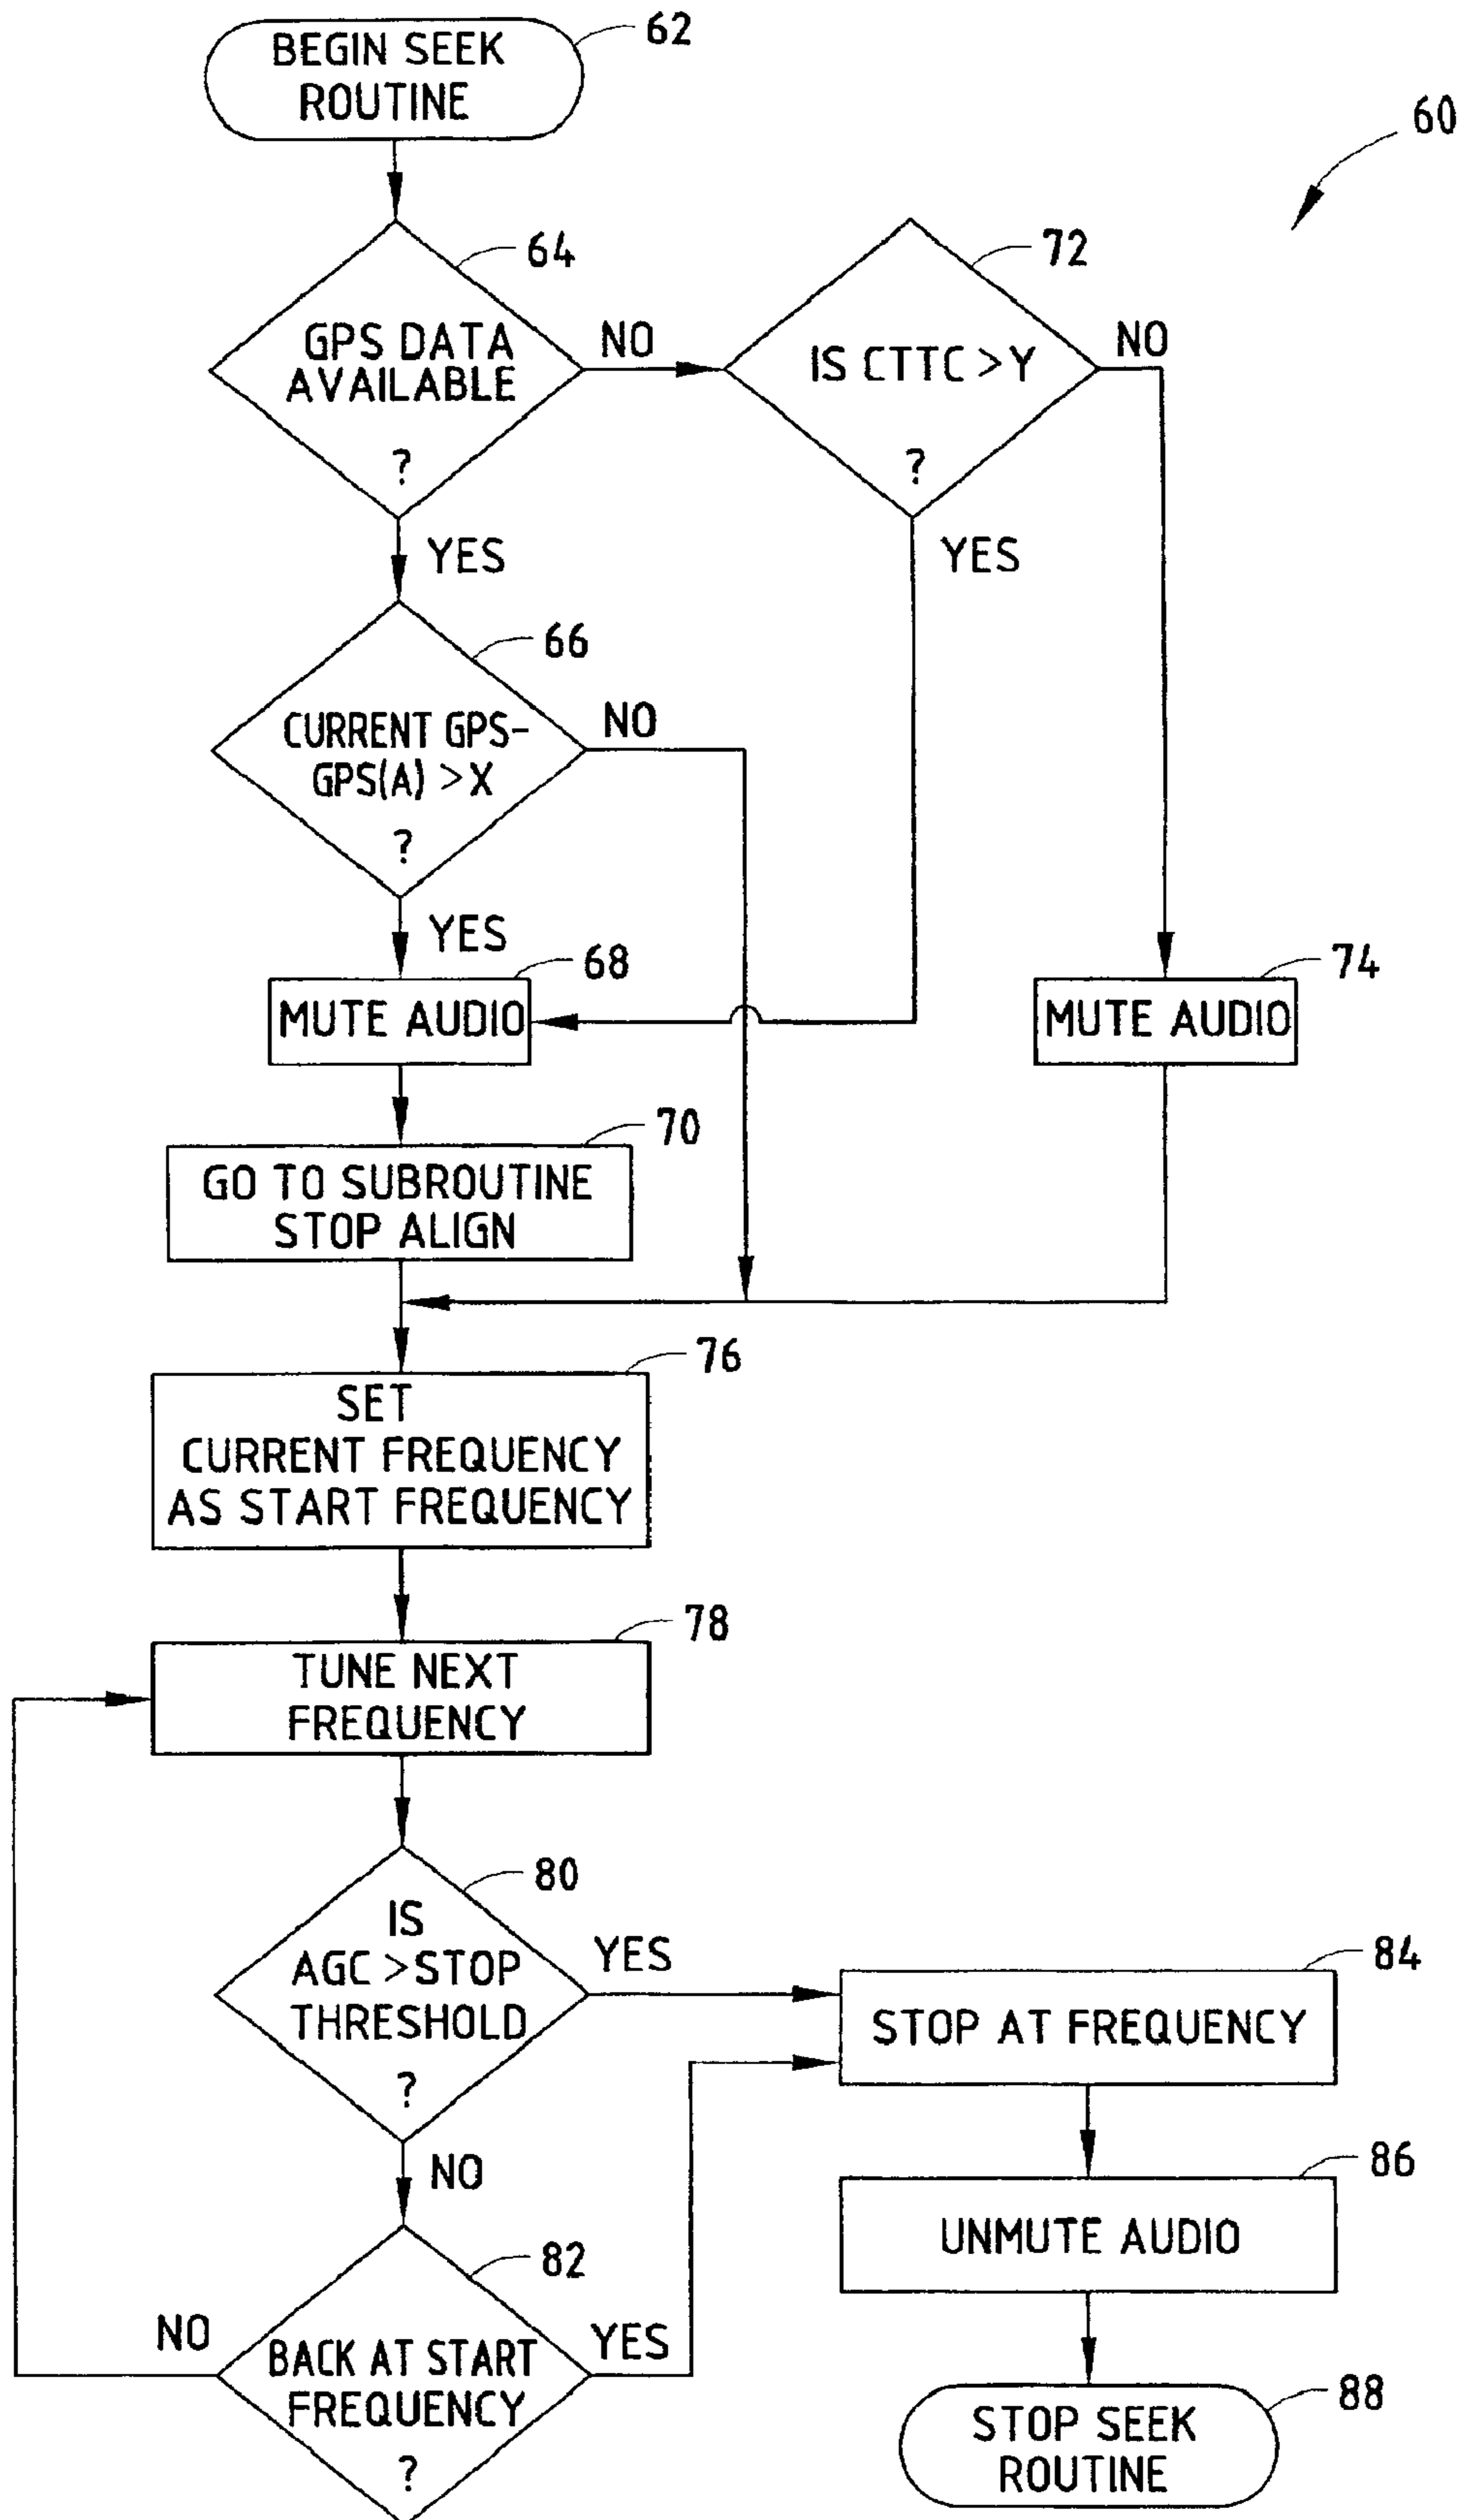 BEGIN SEEK
ROUTINE
62
60
64
GPS DATA
AVAILABLE
?
NO
72
IS CTTC >Y
?
NO
YES
YES
66
CURRENT GPS-
GPS(A) >X
?
NO
YES
68
MUTE AUDIO
74
MUTE AUDIO
70
GO TO SUBROUTINE
STOP ALIGN
76
SET
CURRENT FREQUENCY
AS START FREQUENCY
78
TUNE NEXT
FREQUENCY
80
IS
AGC >STOP
THRESHOLD
?
YES
84
STOP AT FREQUENCY
NO
86
UNMUTE AUDIO
82
NO
BACK AT START
FREQUENCY
?
YES
88
STOP SEEK
ROUTINE